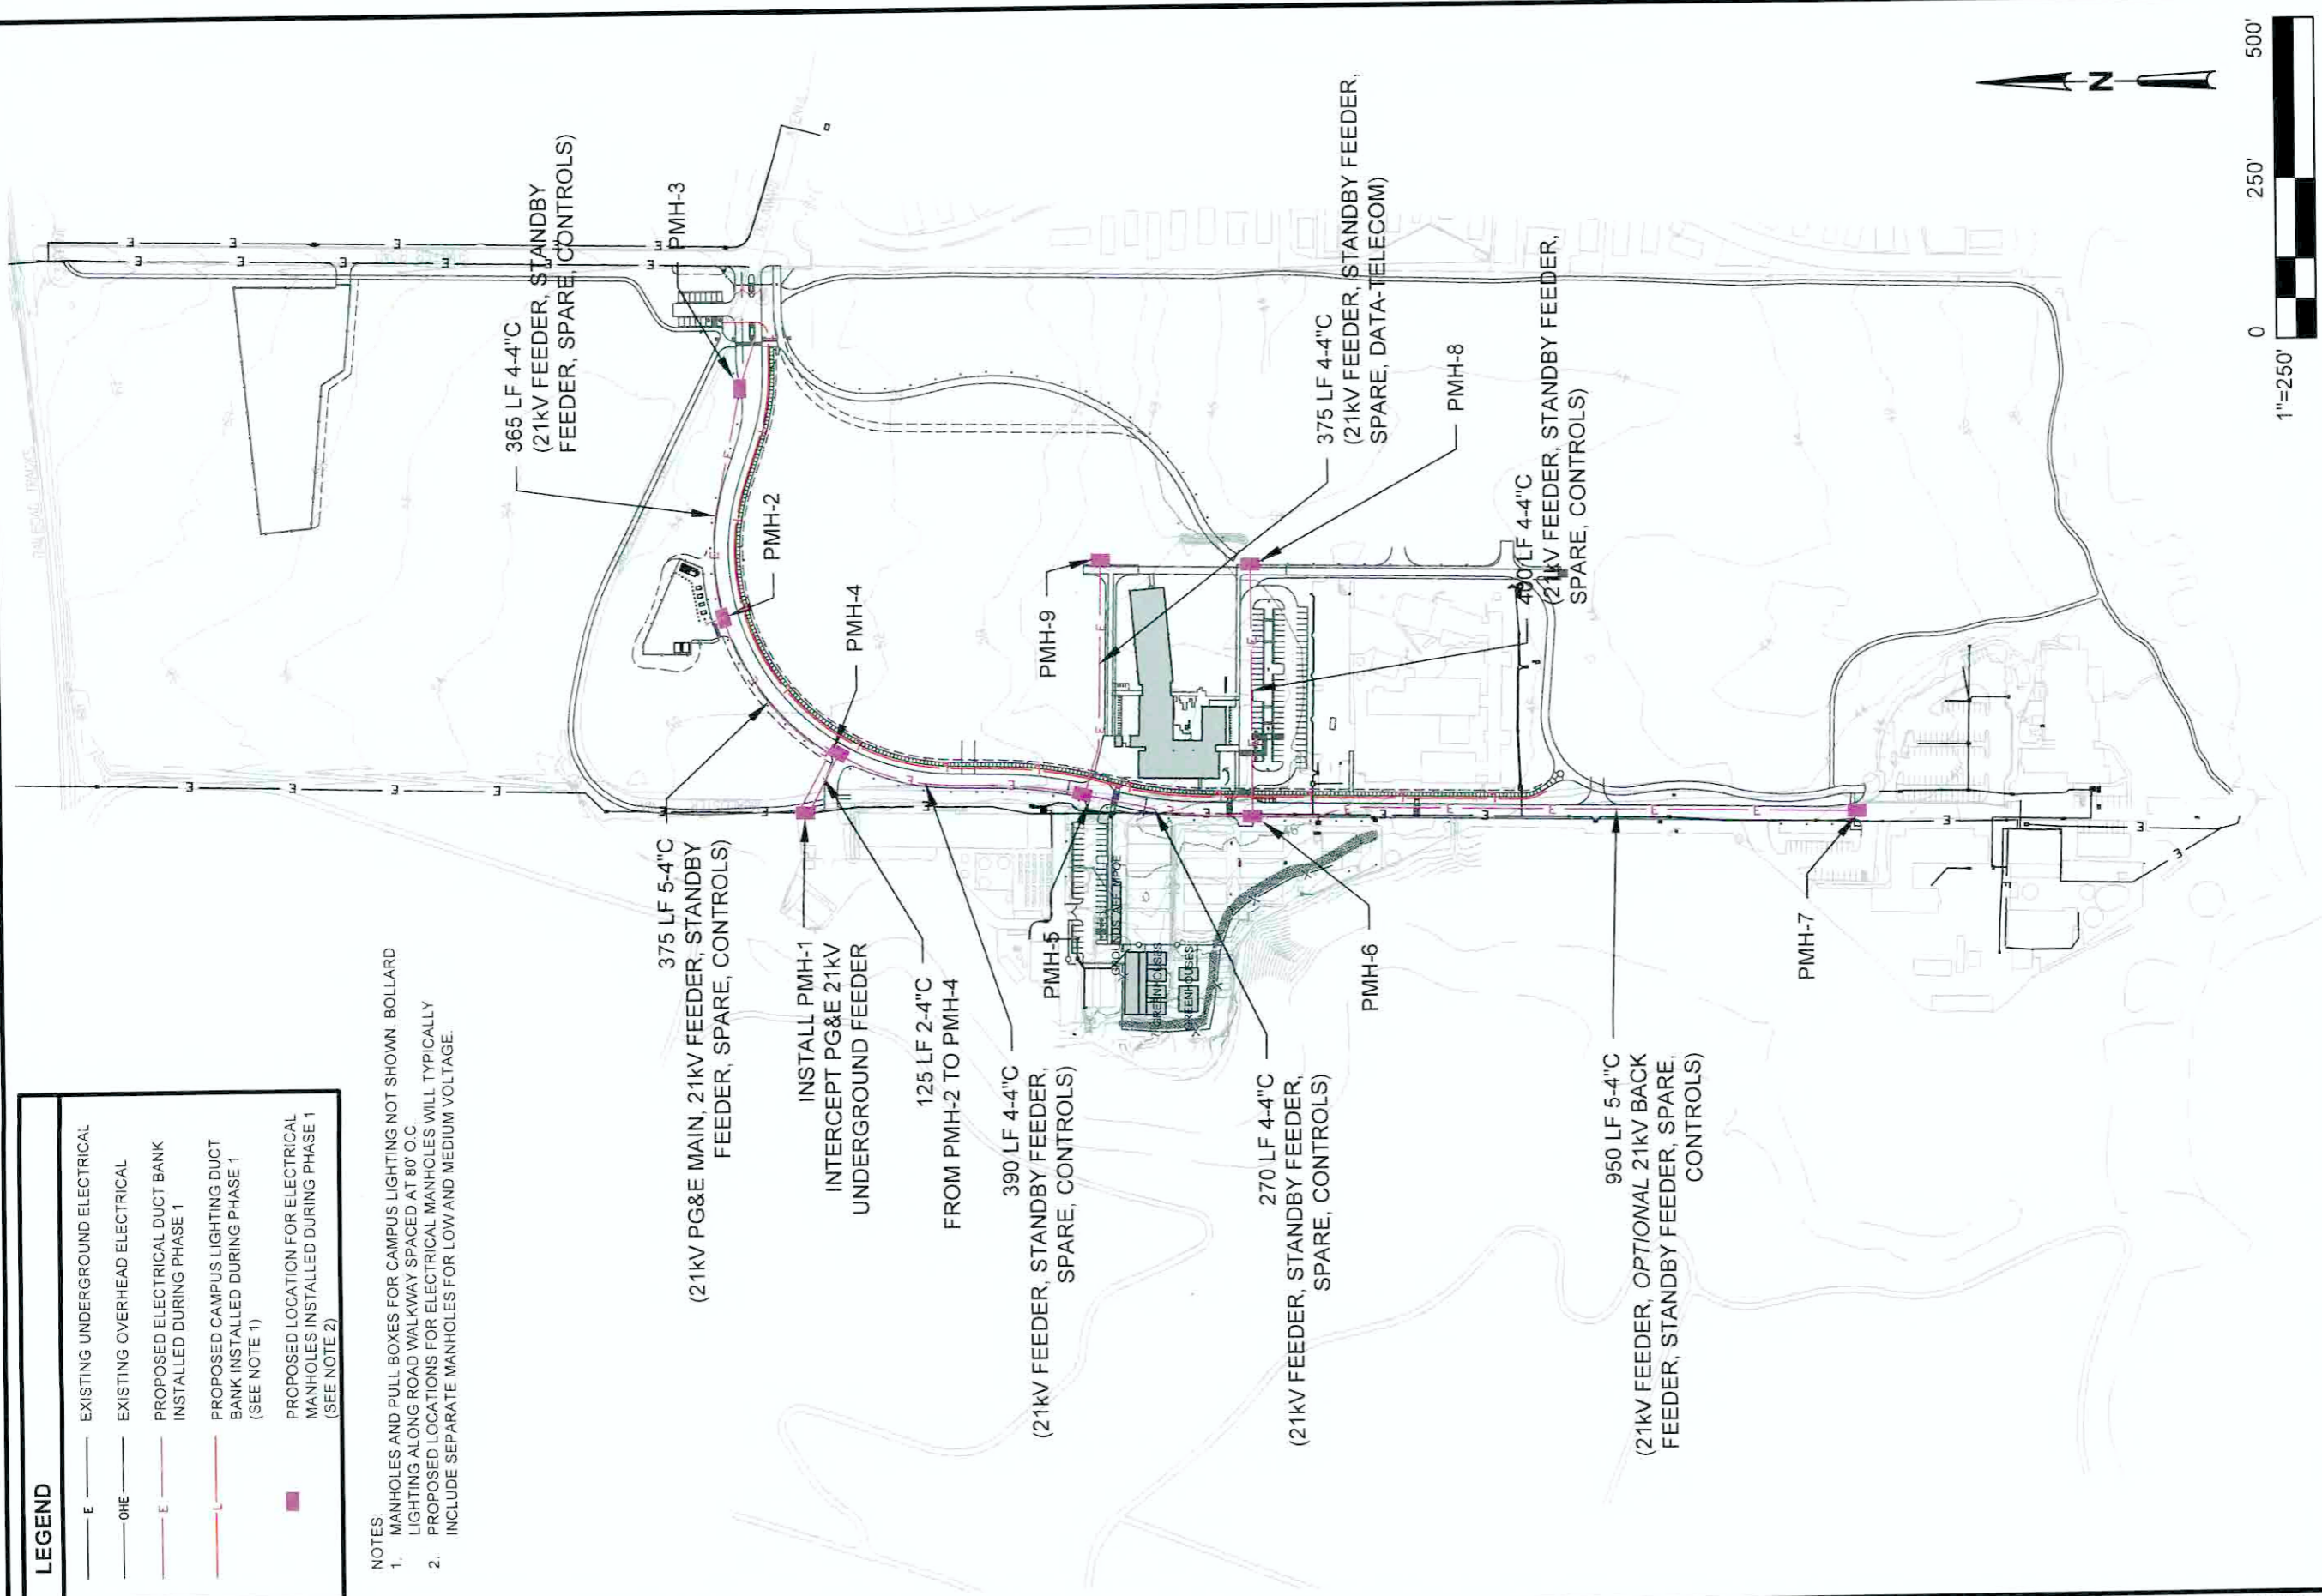 LEGEND
E EXISTING UNDERGROUND ELECTRICAL
OHE EXISTING OVERHEAD ELECTRICAL
E PROPOSED ELECTRICAL DUCT BANK
INSTALLED DURING PHASE 1
L PROPOSED CAMPUS LIGHTING DUCT
BANK INSTALLED DURING PHASE 1
(SEE NOTE 1)
PROPOSED LOCATION FOR ELECTRICAL
MANHOLES INSTALLED DURING PHASE 1
(SEE NOTE 2)
NOTES:
1. MANHOLES AND PULL BOXES FOR CAMPUS LIGHTING NOT SHOWN. BOLLARD
LIGHTING ALONG ROAD WALKWAY SPACED AT 80' O.C.
2. PROPOSED LOCATIONS FOR ELECTRICAL MANHOLES WILL TYPICALLY
INCLUDE SEPARATE MANHOLES FOR LOW AND MEDIUM VOLTAGE.
375 LF 5-4"C
(21kV PG&E MAIN, 21kV FEEDER, STANDBY
FEEDER, SPARE, CONTROLS)
INSTALL PMH-1
INTERCEPT PG&E 21kV
UNDERGROUND FEEDER
125 LF 2-4"C
FROM PMH-2 TO PMH-4
390 LF 4-4"C
(21kV FEEDER, STANDBY FEEDER,
SPARE, CONTROLS)
PMH-5
270 LF 4-4"C
(21kV FEEDER, STANDBY FEEDER,
SPARE, CONTROLS)
PMH-6
950 LF 5-4"C
(21kV FEEDER, OPTIONAL 21kV BACK
FEEDER, STANDBY FEEDER, SPARE,
CONTROLS)
PMH-7
GREENHOUSES
GREENHOUSES
RAILROAD TRACKS
365 LF 4-4"C
(21kV FEEDER, STANDBY
FEEDER, SPARE, CONTROLS)
PMH-3
PMH-2
PMH-4
PMH-9
375 LF 4-4"C
(21kV FEEDER, STANDBY FEEDER,
SPARE, DATA-TELECOM)
PMH-8
400 LF 4-4"C
(21kV FEEDER, STANDBY FEEDER,
SPARE, CONTROLS)
N
0 250' 500'
1"=250'